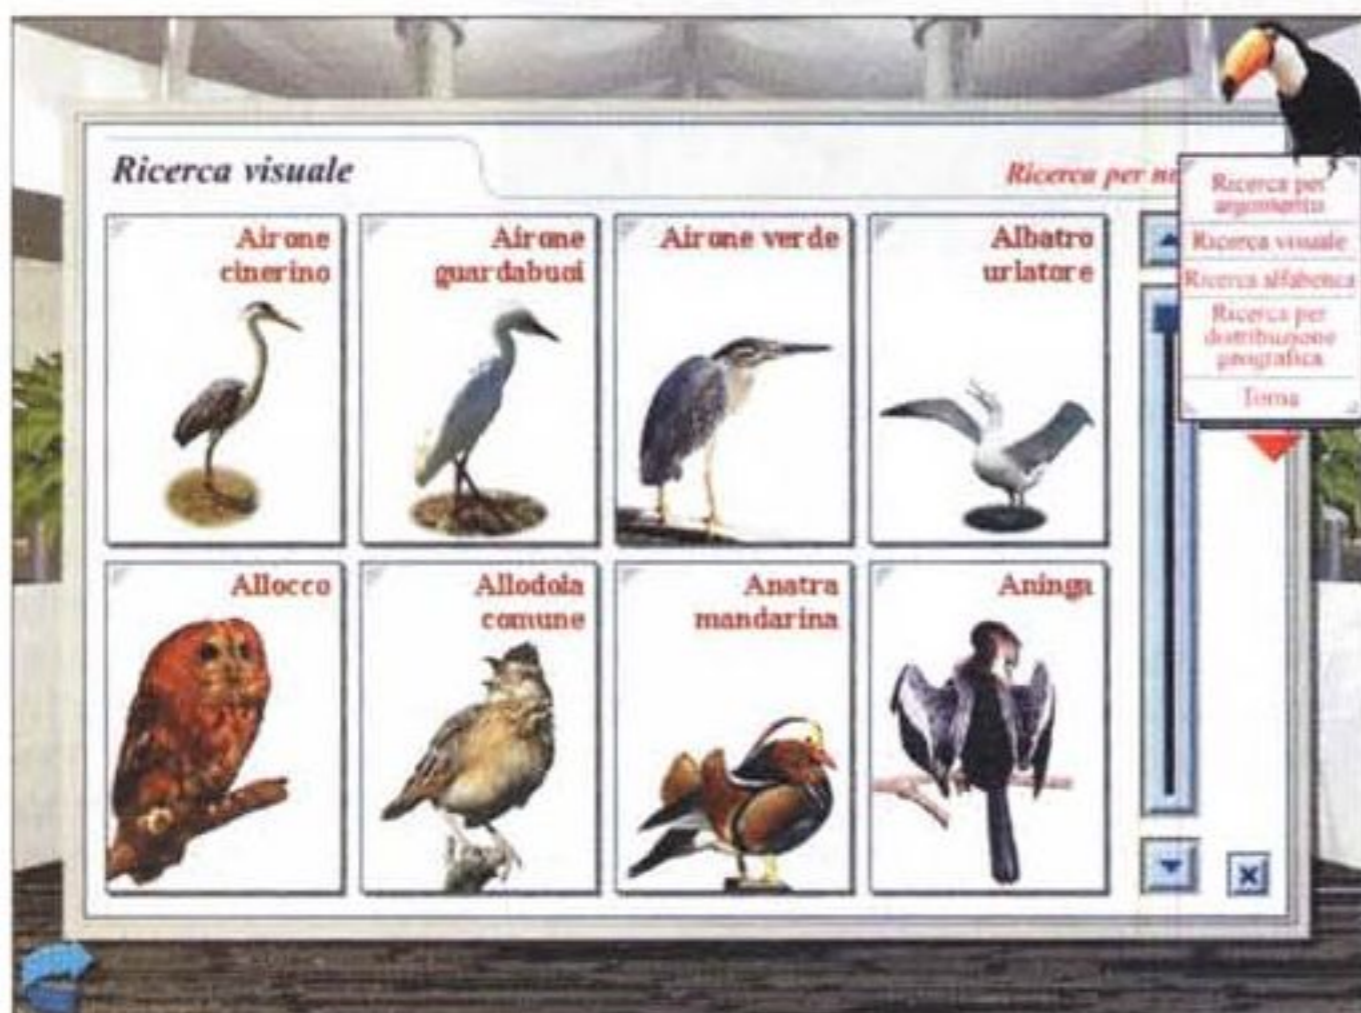 Ricerca visuale
Ricerca per
Airone
cinerino
Airone
guardabuoi
Airone verde
Albatro
urlatore
Allocco
Allodola
comune
Anatra
mandarina
Aninga
Ricerca per
argomento
Ricerca visuale
Ricerca alfabetica
Ricerca per
distribuzione
geografica
Torna